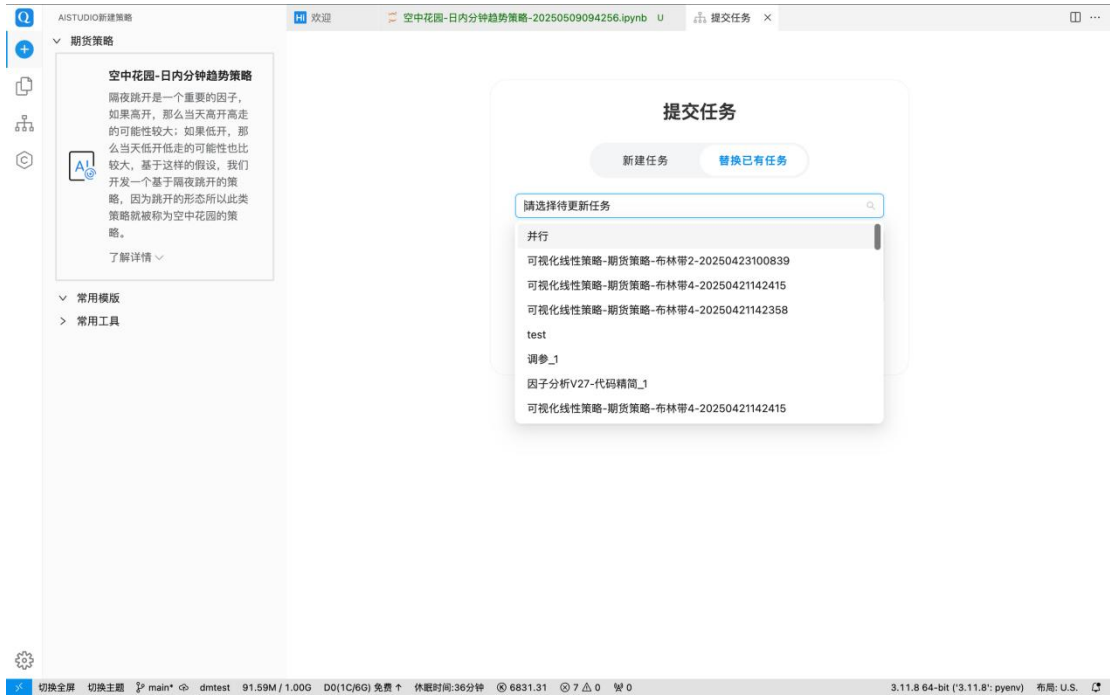 Q
AISTUDIO新建策略
HI 欢迎
空中花园-日内分钟趋势策略-20250509094256.ipynb U
提交任务 ×
期货策略
空中花园-日内分钟趋势策略
隔夜跳开是一个重要的因子，
如果高开，那么当天高开高走
的可能性较大；如果低开，那
么当天低开低走的可能性也比
较大，基于这样的假设，我们
开发一个基于隔夜跳开的策
略，因为跳开的形态所以此类
策略就被称为空中花园的策
略。
了解详情
AI
常用模版
常用工具
提交任务
新建任务 替换已有任务
请选择待更新任务
并行
可视化线性策略-期货策略-布林带2-20250423100839
可视化线性策略-期货策略-布林带4-20250421142415
可视化线性策略-期货策略-布林带4-20250421142358
test
调参_1
因子分析V27-代码精简_1
可视化线性策略-期货策略-布林带4-20250421142415
切换全屏 切换主题 main* dmtest 91.59M / 1.00G D0(1C/6G) 免费↑ 休眠时间:36分钟 6831.31 7 0 0 3.11.8 64-bit ('3.11.8': pyenv) 布局: U.S.